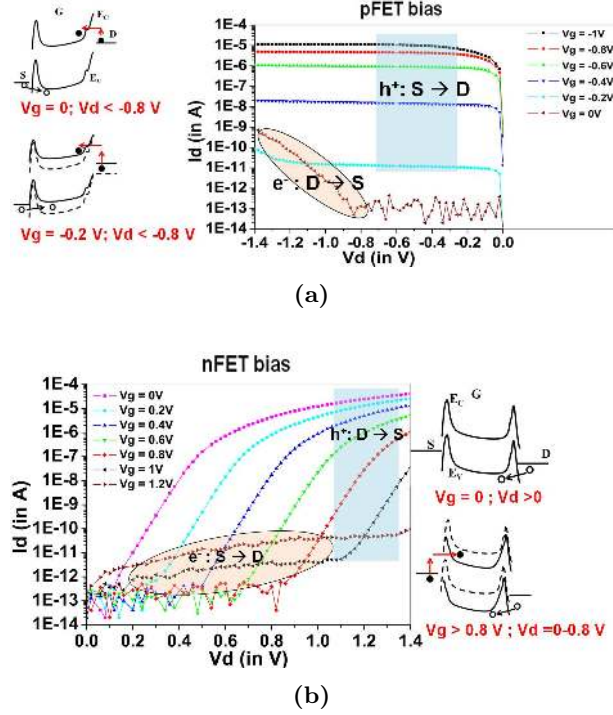 pFET bias
G
E_C
D
S
E_V
Vg = 0; Vd < -0.8 V
Vg = -0.2 V; Vd < -0.8 V
Id (in A)
1E-3
1E-4
1E-5
1E-6
1E-7
1E-8
1E-9
1E-10
1E-11
1E-12
1E-13
1E-14
h⁺: S → D
e⁻: D → S
Vg = -1V
Vg = -0.8V
Vg = -0.6V
Vg = -0.4V
Vg = -0.2V
Vg = 0V
-1.4 -1.2 -1.0 -0.8 -0.6 -0.4 -0.2 0.0
Vd (in V)
(a)
nFET bias
Id (in A)
1E-4
1E-5
1E-6
1E-7
1E-8
1E-9
1E-10
1E-11
1E-12
1E-13
1E-14
Vg = 0V
Vg = 0.2V
Vg = 0.4V
Vg = 0.6V
Vg = 0.8V
Vg = 1V
Vg = 1.2V
h⁺: D → S
e⁻: S → D
0.0 0.2 0.4 0.6 0.8 1.0 1.2 1.4
Vd (in V)
E_C
G
S
D
E_V
Vg = 0 ; Vd >0
Vg > 0.8 V ; Vd =0-0.8 V
(b)